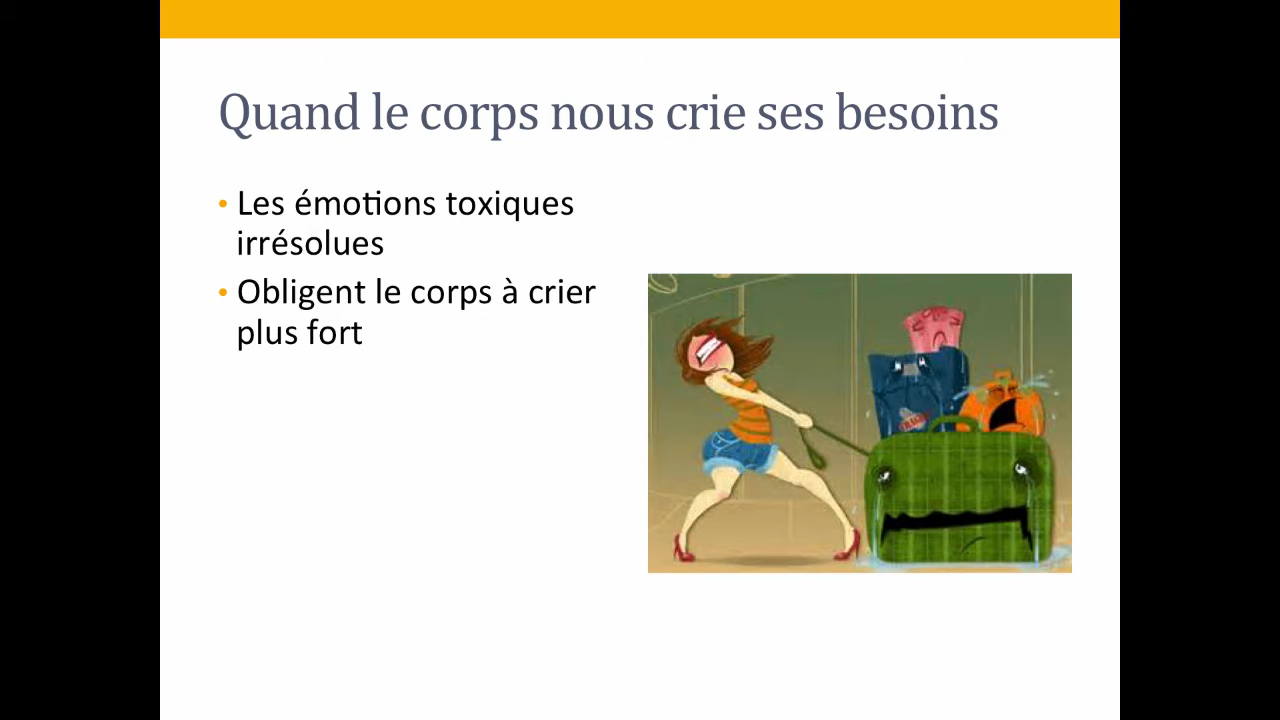 Quand le corps nous crie ses besoins
• Les émotions toxiques
irrésolues
• Obligent le corps à crier
plus fort